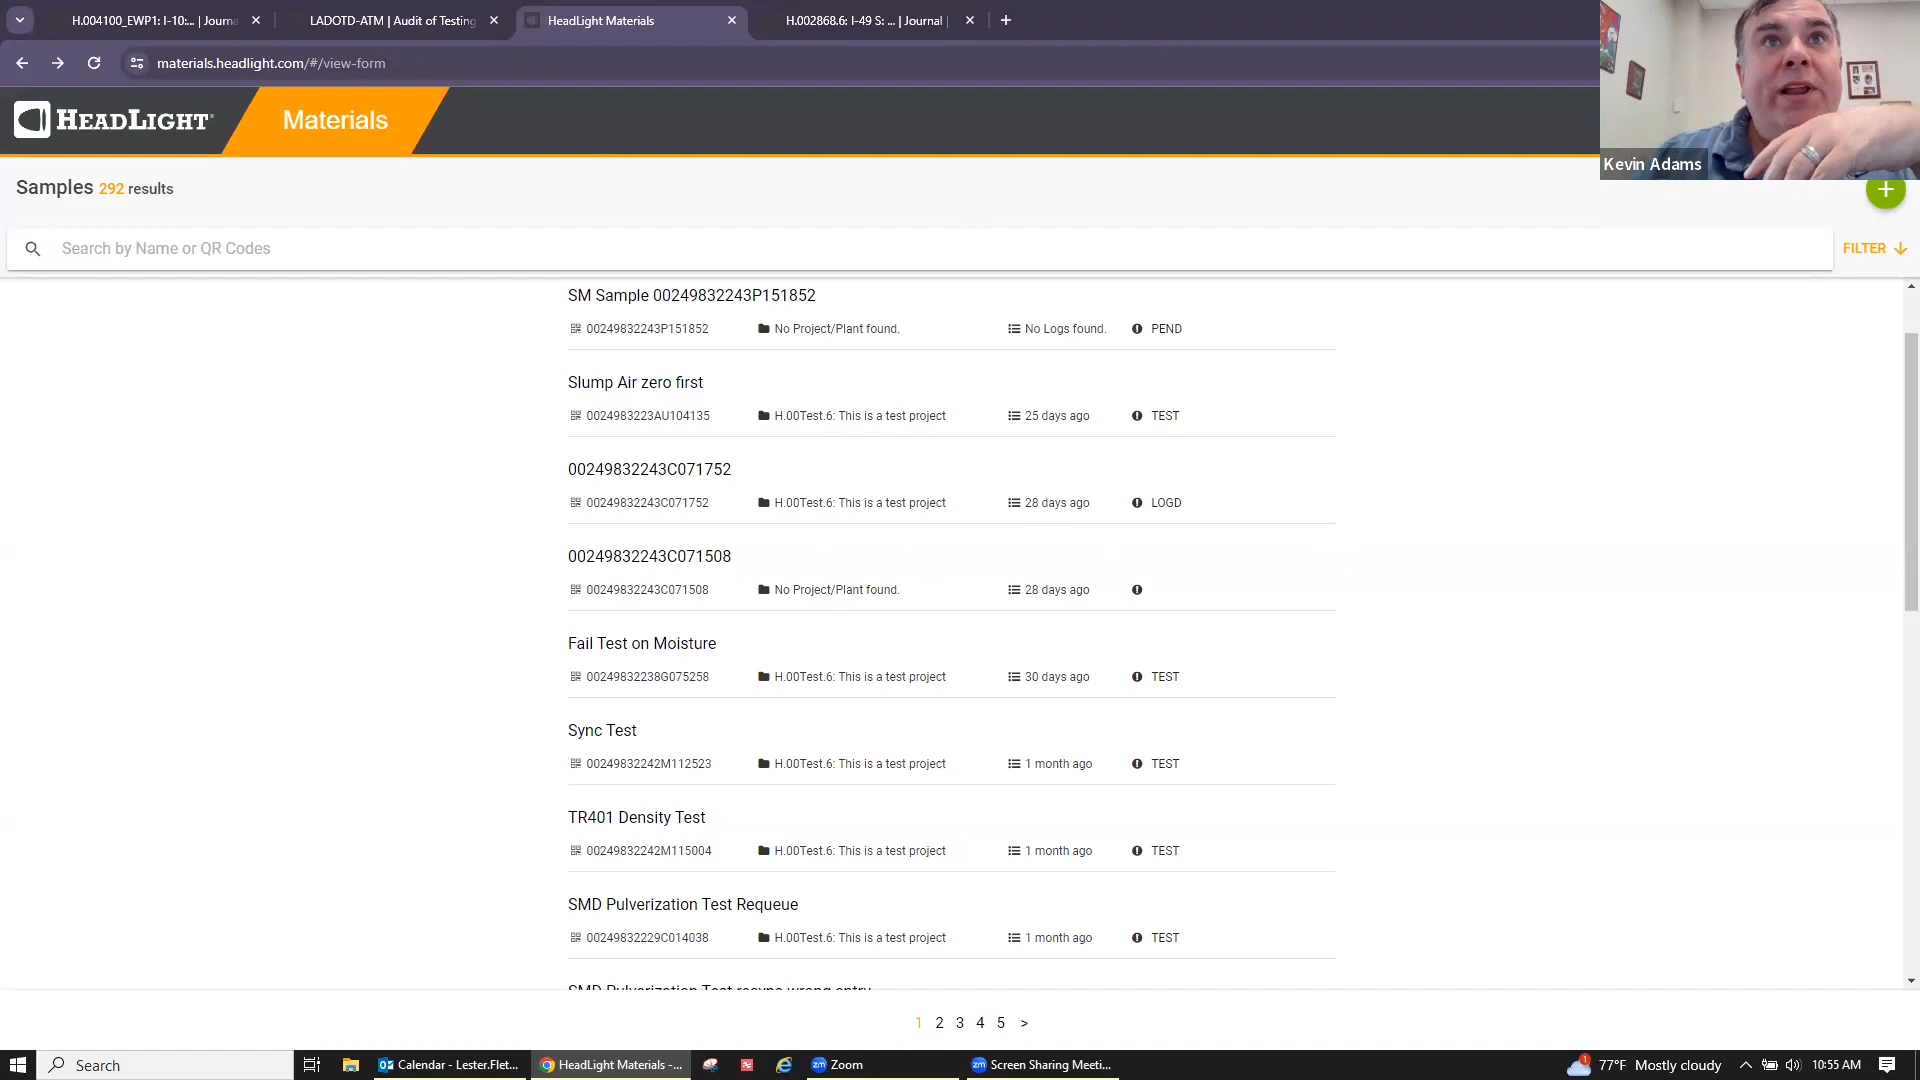 H.004100_EWP1: I-10:... | Journa
LADOTD-ATM | Audit of Testing
HeadLight Materials
H.002868.6: I-49 S: ... | Journal
materials.headlight.com/#/view-form
HEADLIGHT
Materials
Kevin Adams
Samples 292 results
Search by Name or QR Codes
FILTER
SM Sample 00249832243P151852
00249832243P151852 No Project/Plant found. No Logs found. PEND
Slump Air zero first
0024983223AU104135 H.00Test.6: This is a test project 25 days ago TEST
00249832243C071752
00249832243C071752 H.00Test.6: This is a test project 28 days ago LOGD
00249832243C071508
00249832243C071508 No Project/Plant found. 28 days ago
Fail Test on Moisture
00249832238G075258 H.00Test.6: This is a test project 30 days ago TEST
Sync Test
00249832242M112523 H.00Test.6: This is a test project 1 month ago TEST
TR401 Density Test
00249832242M115004 H.00Test.6: This is a test project 1 month ago TEST
SMD Pulverization Test Requeue
00249832229C014038 H.00Test.6: This is a test project 1 month ago TEST
SMD Pulverization Test resync wrong entry
1 2 3 4 5 >
Search
Calendar - Lester.Flet...
HeadLight Materials -...
Zoom
Screen Sharing Meeti...
1
77°F Mostly cloudy
10:55 AM